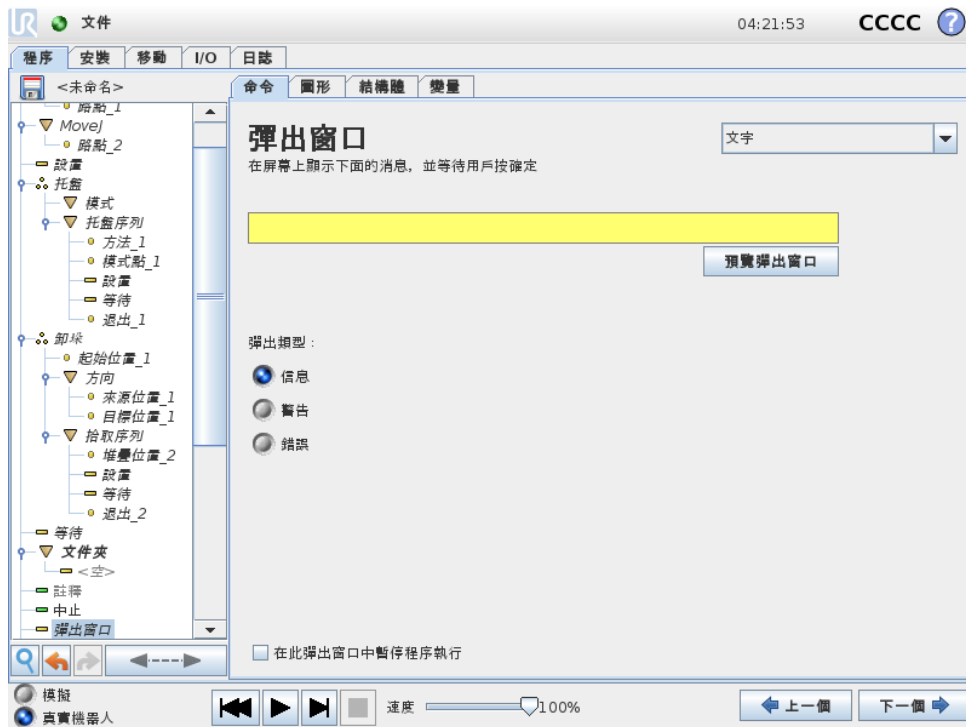 UR 文件 04:21:53 CCCC ?
程序 安裝 移動 I/O 日誌
<未命名>
命令 圖形 結構體 變量
路點_1
MoveJ
路點_2
設置
托盤
模式
托盤序列
方法_1
模式點_1
設置
等待
退出_1
卸垛
起始位置_1
方向
來源位置_1
目標位置_1
拾取序列
堆疊位置_2
設置
等待
退出_2
等待
文件夾
<空>
註釋
中止
彈出窗口
彈出窗口
文字
在屏幕上顯示下面的消息，並等待用戶按確定
預覽彈出窗口
彈出類型：
信息
警告
錯誤
在此彈出窗口中暫停程序執行
模擬
真實機器人
速度 100%
上一個 下一個